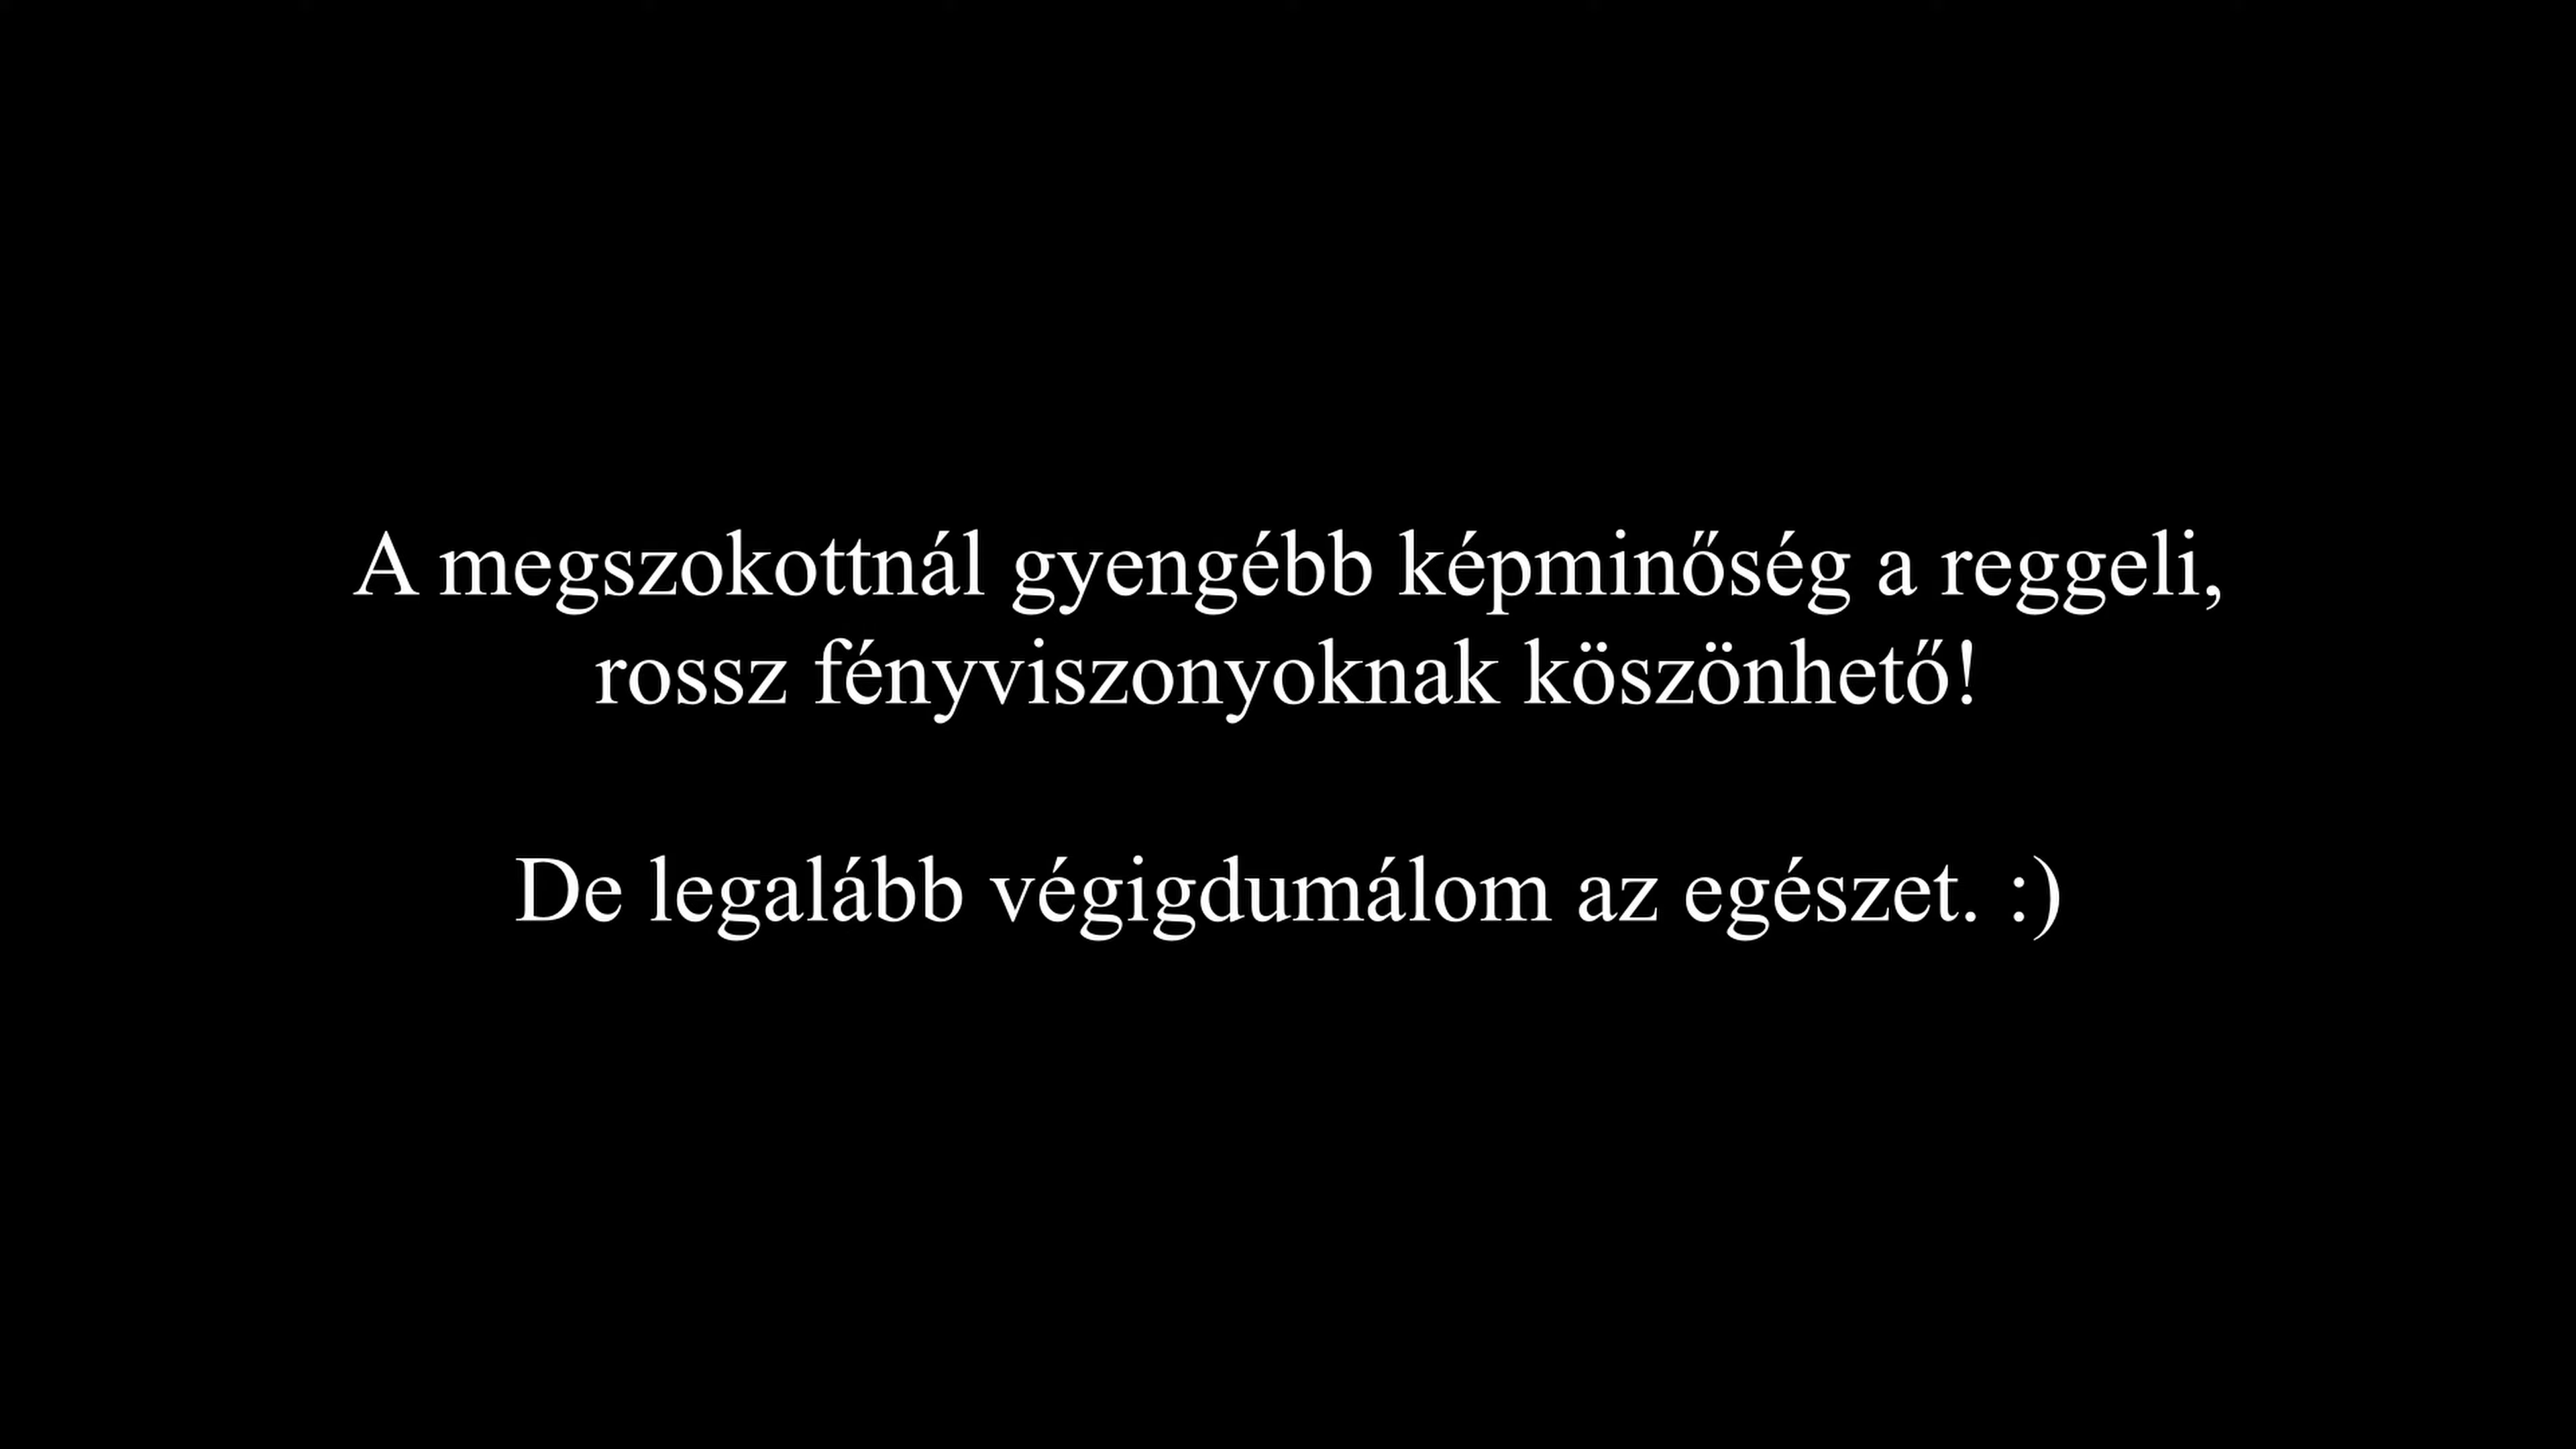 A megszokottnál gyengébb képminőség a reggeli,
rossz fényviszonyoknak köszönhető!
De legalább végigdumálom az egészet. :)